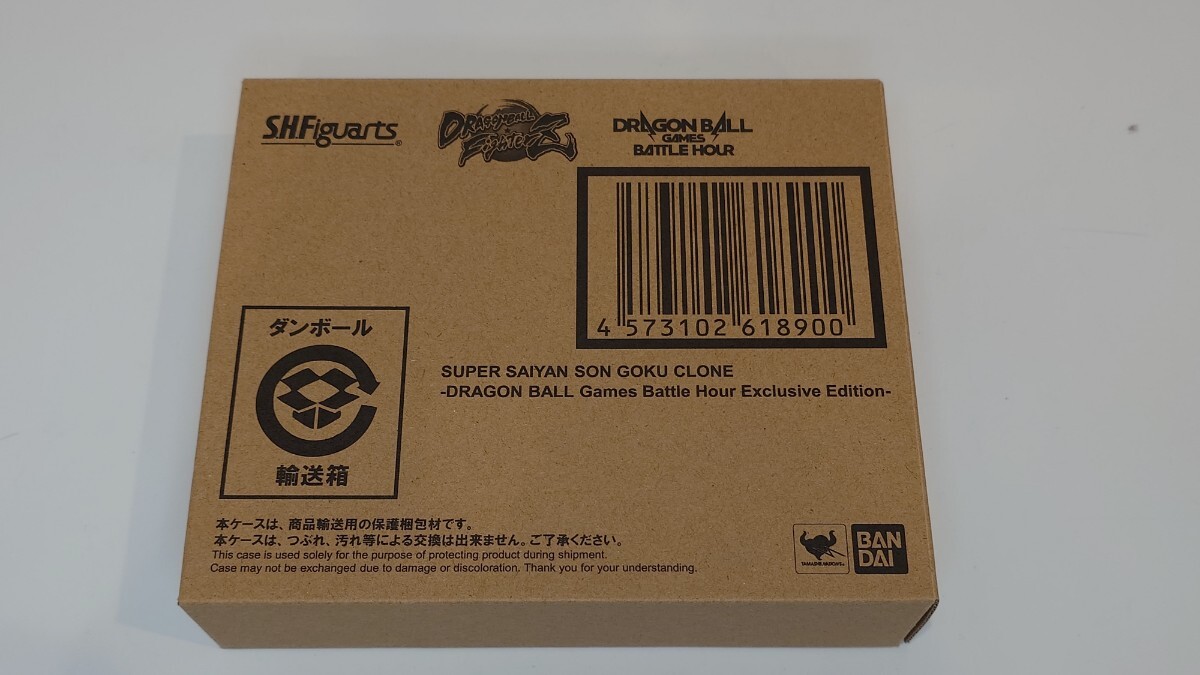 S.H.Figuarts®
DRAGONBALL
FighterZ
DRAGON BALL
GAMES
BATTLE HOUR
4 573102 618900
SUPER SAIYAN SON GOKU CLONE
-DRAGON BALL Games Battle Hour Exclusive Edition-
ダンボール
輸送箱
本ケースは、商品輸送用の保護梱包材です。
本ケースは、つぶれ、汚れ等による交換は出来ません。ご了承ください。
This case is used solely for the purpose of protecting product during shipment.
Case may not be exchanged due to damage or discoloration. Thank you for your understanding.
TAMASHII NATIONS
BAN
DAI